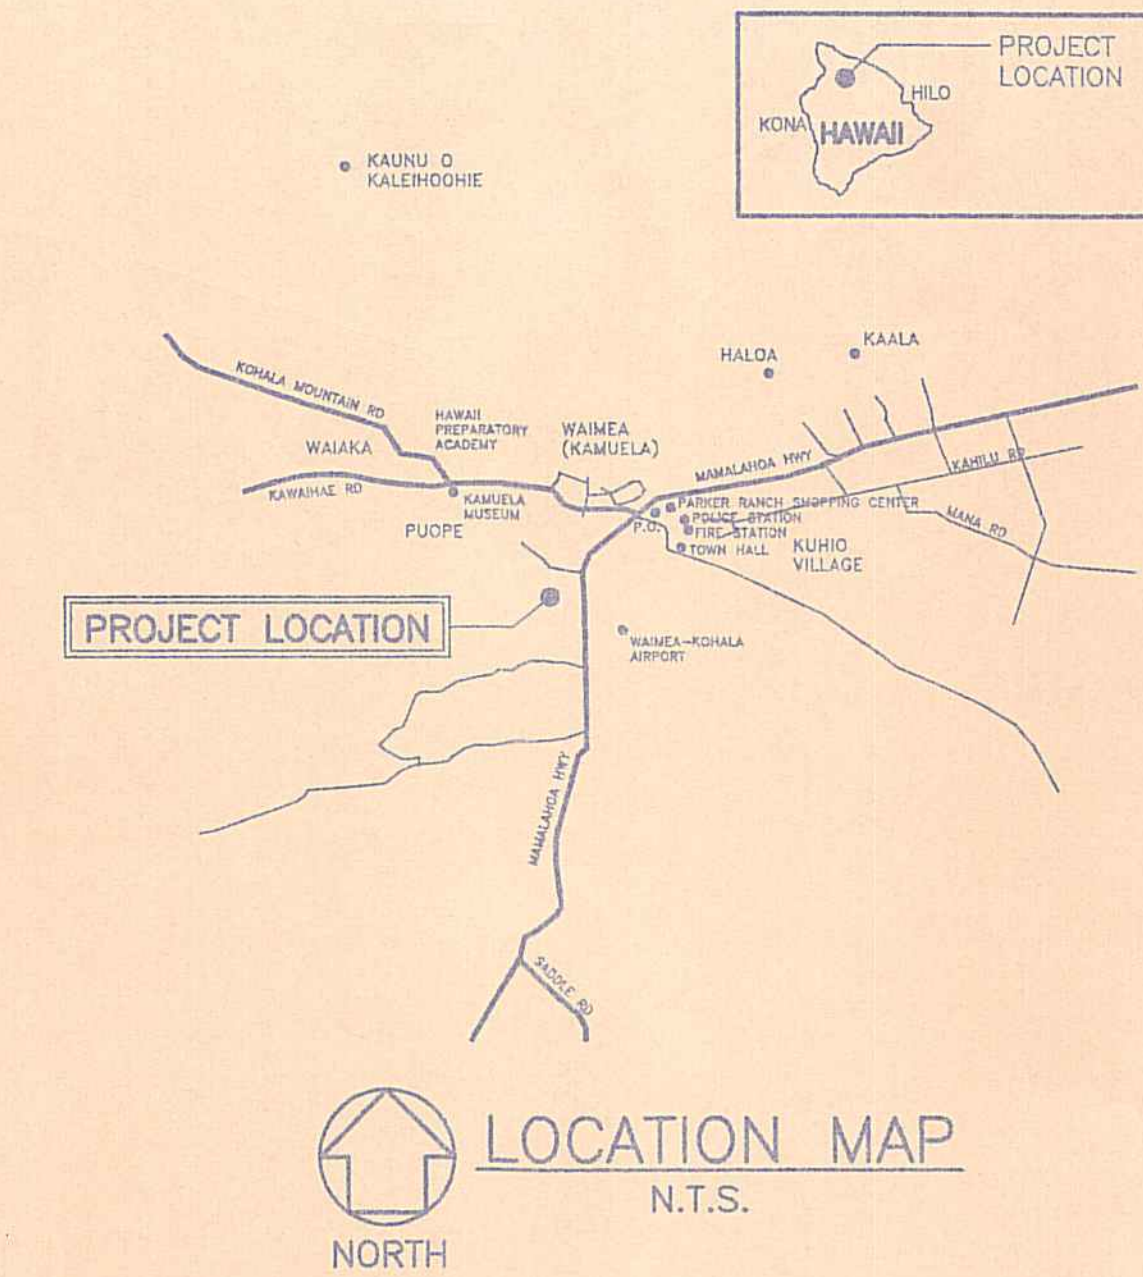 PROJECT
LOCATION
HILO
KONA
HAWAII
KAUNU O
KALEIHOOHIE
KAALA
HALOA
KOHALA MOUNTAIN RD
HAWAII
PREPARATORY
ACADEMY
WAIMEA
(KAMUELA)
WAIAKA
MAMALAHOA HWY
KAHILU RD
KAWAIHAE RD
KAMUELA
MUSEUM
PARKER RANCH SHOPPING CENTER
P.O.
POLICE STATION
MANA RD
PUOPE
FIRE STATION
TOWN HALL
KUHIO
VILLAGE
PROJECT LOCATION
WAIMEA-KOHALA
AIRPORT
MAMALAHOA HWY
SADDLE RD
LOCATION MAP
N.T.S.
NORTH